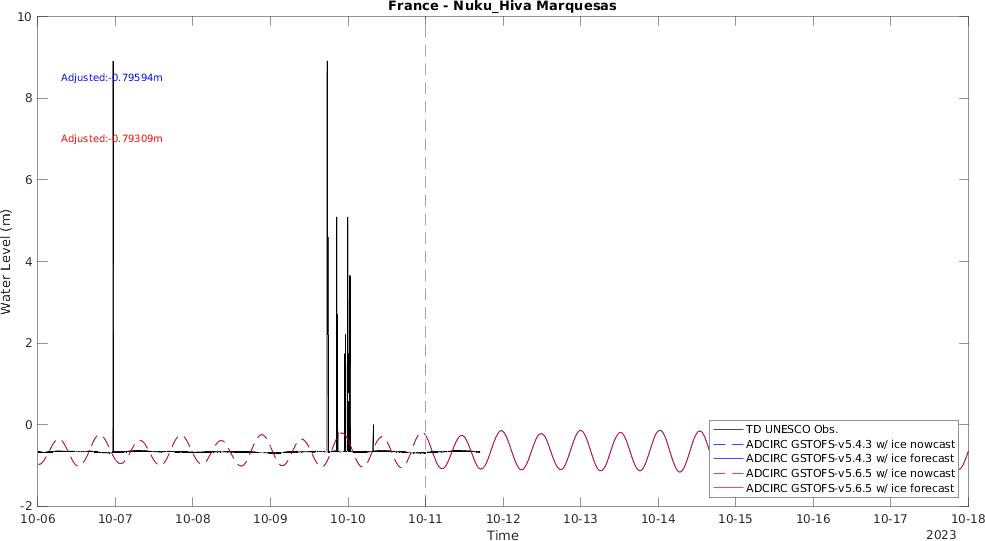 France - Nuku_Hiva Marquesas
10
8
6
4
2
0
-2
Water Level (m)
Adjusted:-0.79594m
Adjusted:-0.79309m
TD UNESCO Obs.
ADCIRC GSTOFS-v5.4.3 w/ ice nowcast
ADCIRC GSTOFS-v5.4.3 w/ ice forecast
ADCIRC GSTOFS-v5.6.5 w/ ice nowcast
ADCIRC GSTOFS-v5.6.5 w/ ice forecast
10-06 10-07 10-08 10-09 10-10 10-11 10-12 10-13 10-14 10-15 10-16 10-17 10-18
Time
2023